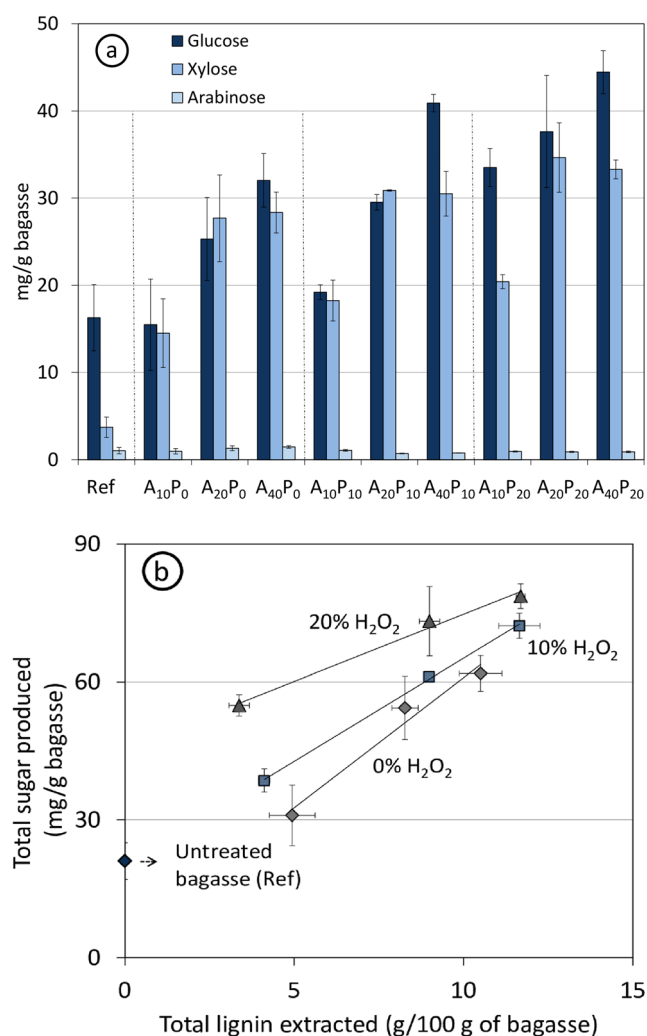 a
Glucose
Xylose
Arabinose
50
40
30
20
10
0
mg/g bagasse
Ref A₁₀P₀ A₂₀P₀ A₄₀P₀ A₁₀P₁₀ A₂₀P₁₀ A₄₀P₁₀ A₁₀P₂₀ A₂₀P₂₀ A₄₀P₂₀
b
90
60
30
0
Total sugar produced
(mg/g bagasse)
20% H₂O₂
10% H₂O₂
0% H₂O₂
Untreated
bagasse (Ref)
0 5 10 15
Total lignin extracted (g/100 g of bagasse)